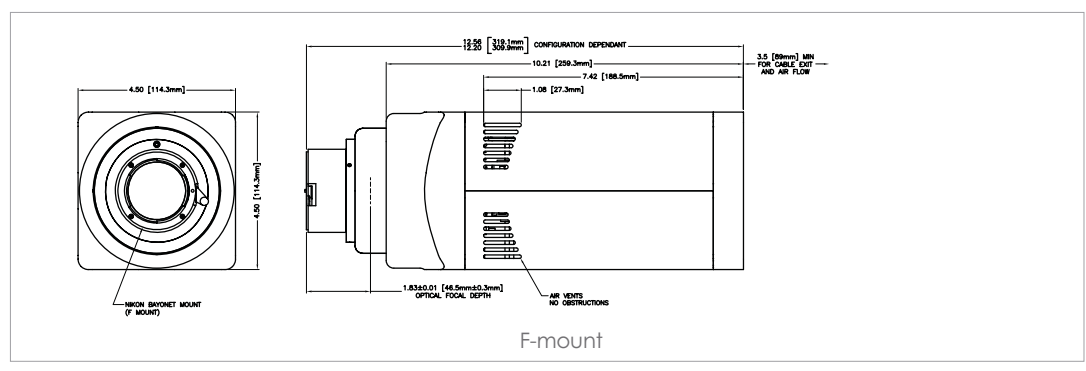 12.56 [319.1mm]
12.20 [309.9mm] CONFIGURATION DEPENDANT
3.5 [89mm] MIN
FOR CABLE EXIT
AND AIR FLOW
10.21 [259.3mm]
7.42 [188.5mm]
4.50 [114.3mm]
1.08 [27.3mm]
4.50 [114.3mm]
1.83±0.01 [46.5mm±0.3mm]
OPTICAL FOCAL DEPTH
NIKON BAYONET MOUNT
(F MOUNT)
AIR VENTS
NO OBSTRUCTIONS
F-mount